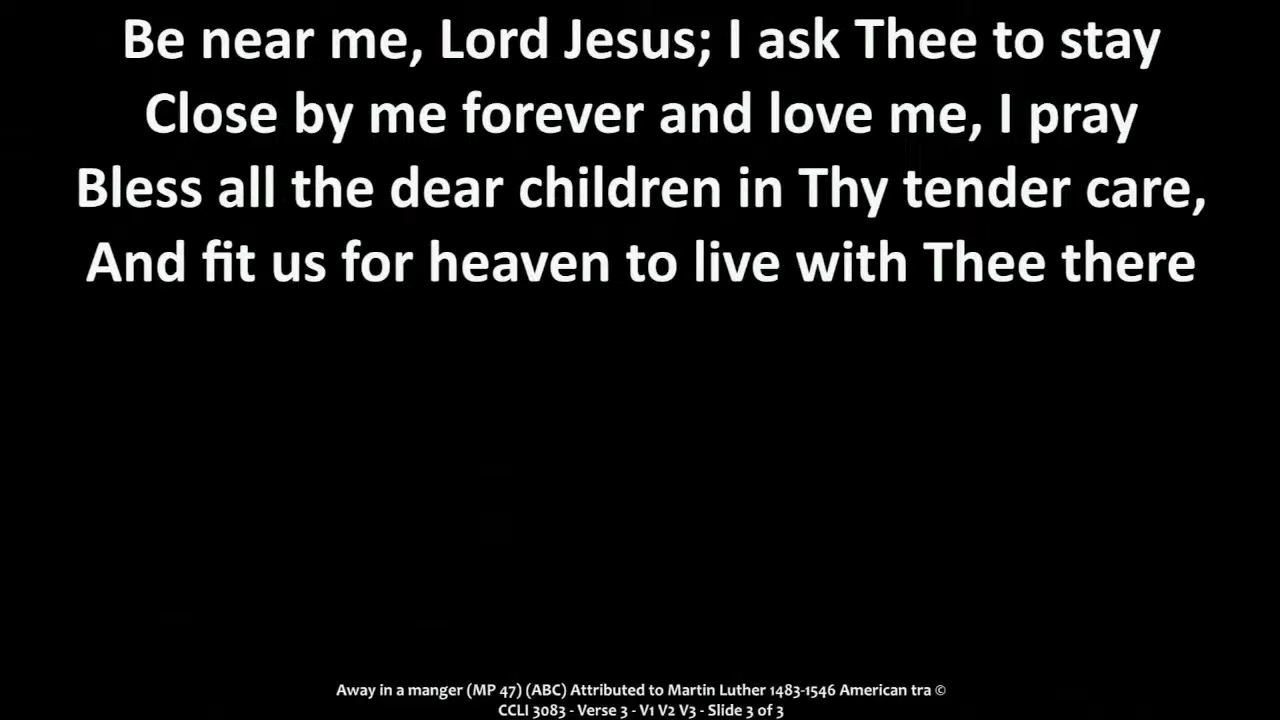 Be near me, Lord Jesus; I ask Thee to stay
Close by me forever and love me, I pray
Bless all the dear children in Thy tender care,
And fit us for heaven to live with Thee there
Away in a manger (MP 47) (ABC) Attributed to Martin Luther 1483-1546 American tra ©
CCLI 3083 - Verse 3 - V1 V2 V3 - Slide 3 of 3